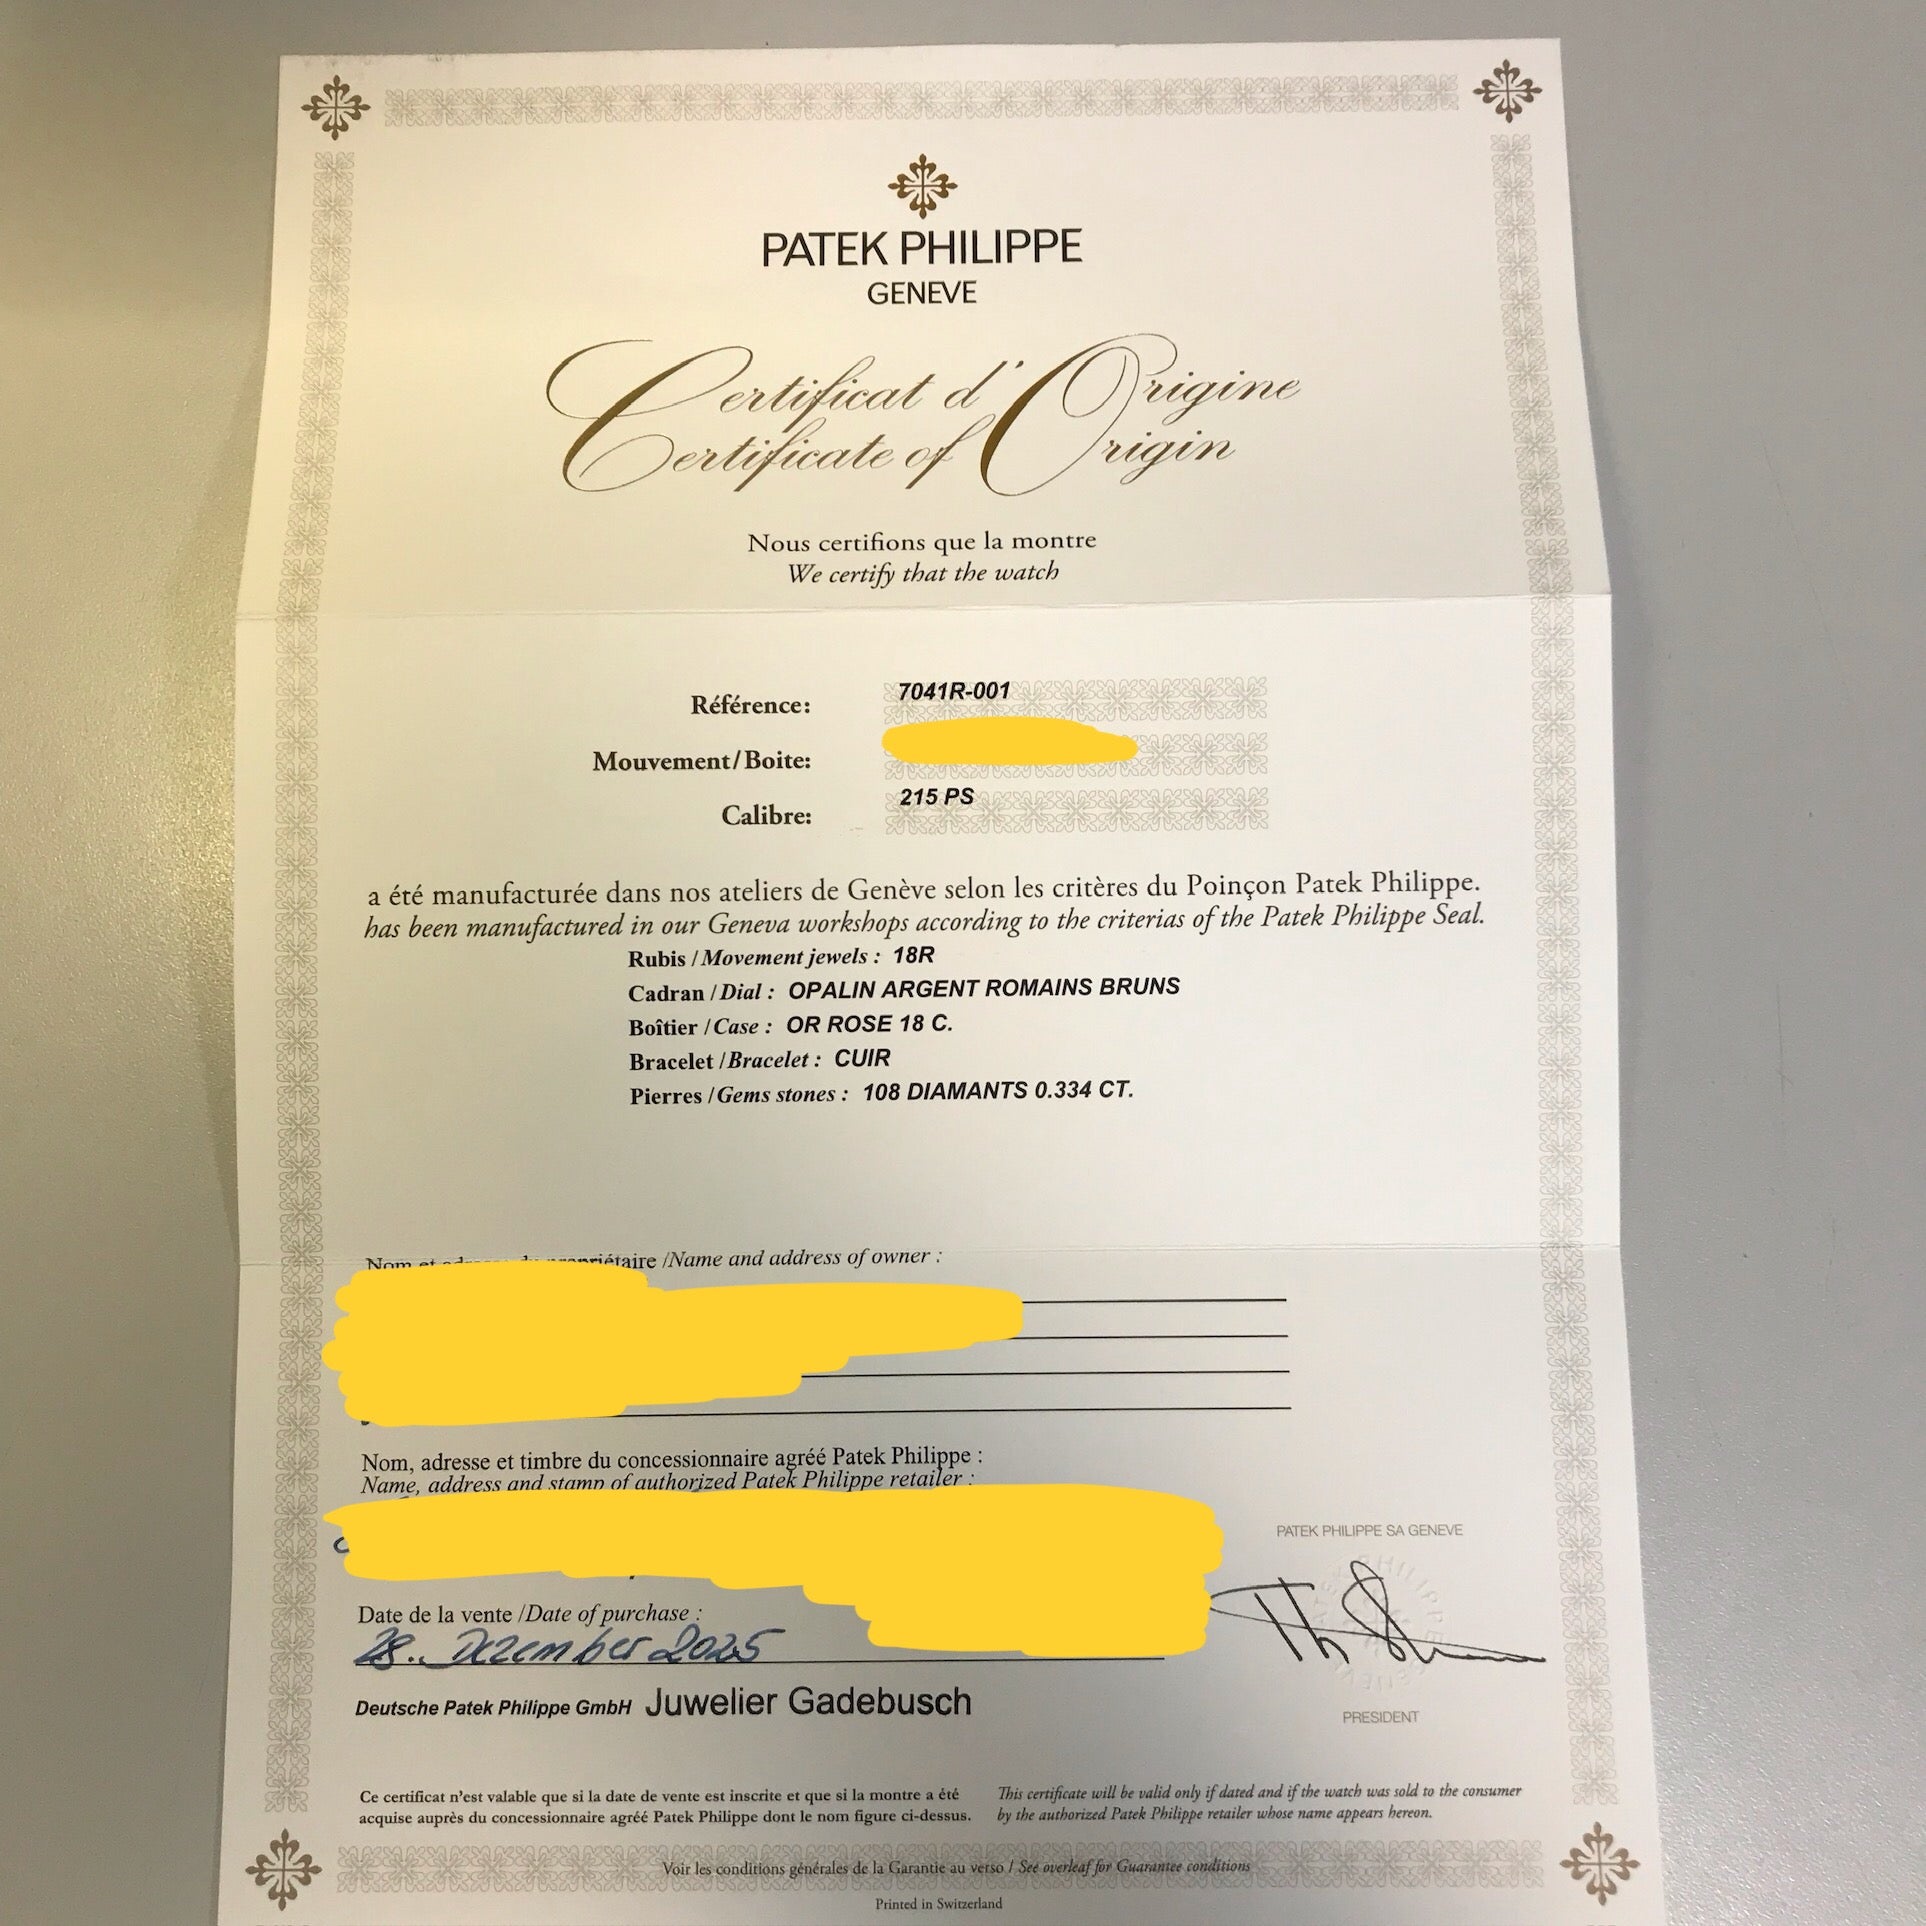 PATEK PHILIPPE
GENEVE
Certificat d'Origine
Certificate of Origin
Nous certifions que la montre
We certify that the watch
Référence: 7041R-001
Mouvement/Boite:
Calibre: 215 PS
a été manufacturée dans nos ateliers de Genève selon les critères du Poinçon Patek Philippe.
has been manufactured in our Geneva workshops according to the criterias of the Patek Philippe Seal.
Rubis / Movement jewels : 18R
Cadran / Dial : OPALIN ARGENT ROMAINS BRUNS
Boîtier / Case : OR ROSE 18 C.
Bracelet / Bracelet : CUIR
Pierres / Gems stones : 108 DIAMANTS 0.334 CT.
Nom et adresse du propriétaire /Name and address of owner :
Nom, adresse et timbre du concessionnaire agréé Patek Philippe :
Name, address and stamp of authorized Patek Philippe retailer :
PATEK PHILIPPE SA GENEVE
Date de la vente /Date of purchase :
28. Dezember 2025
Deutsche Patek Philippe GmbH Juwelier Gadebusch
PRESIDENT
Ce certificat n'est valable que si la date de vente est inscrite et que si la montre a été
acquise auprès du concessionnaire agréé Patek Philippe dont le nom figure ci-dessus.
This certificate will be valid only if dated and if the watch was sold to the consumer
by the authorized Patek Philippe retailer whose name appears hereon.
Voir les conditions générales de la Garantie au verso / See overleaf for Guarantee conditions
Printed in Switzerland